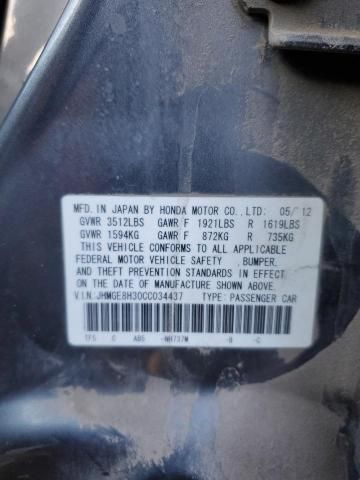 MFD. IN JAPAN BY HONDA MOTOR CO., LTD. 05/12
GVWR 3512LBS GAWR F 1921LBS R 1619LBS
GVWR 1594KG GAWR F 872KG R 735KG
THIS VEHICLE CONFORMS TO ALL APPLICABLE
FEDERAL MOTOR VEHICLE SAFETY, BUMPER,
AND THEFT PREVENTION STANDARDS IN EFFECT ON
THE DATE OF MANUFACTURE SHOWN ABOVE.
V.I.N: JHMGE8H30CC034437 TYPE: PASSENGER CAR
C -NH737M -B -C